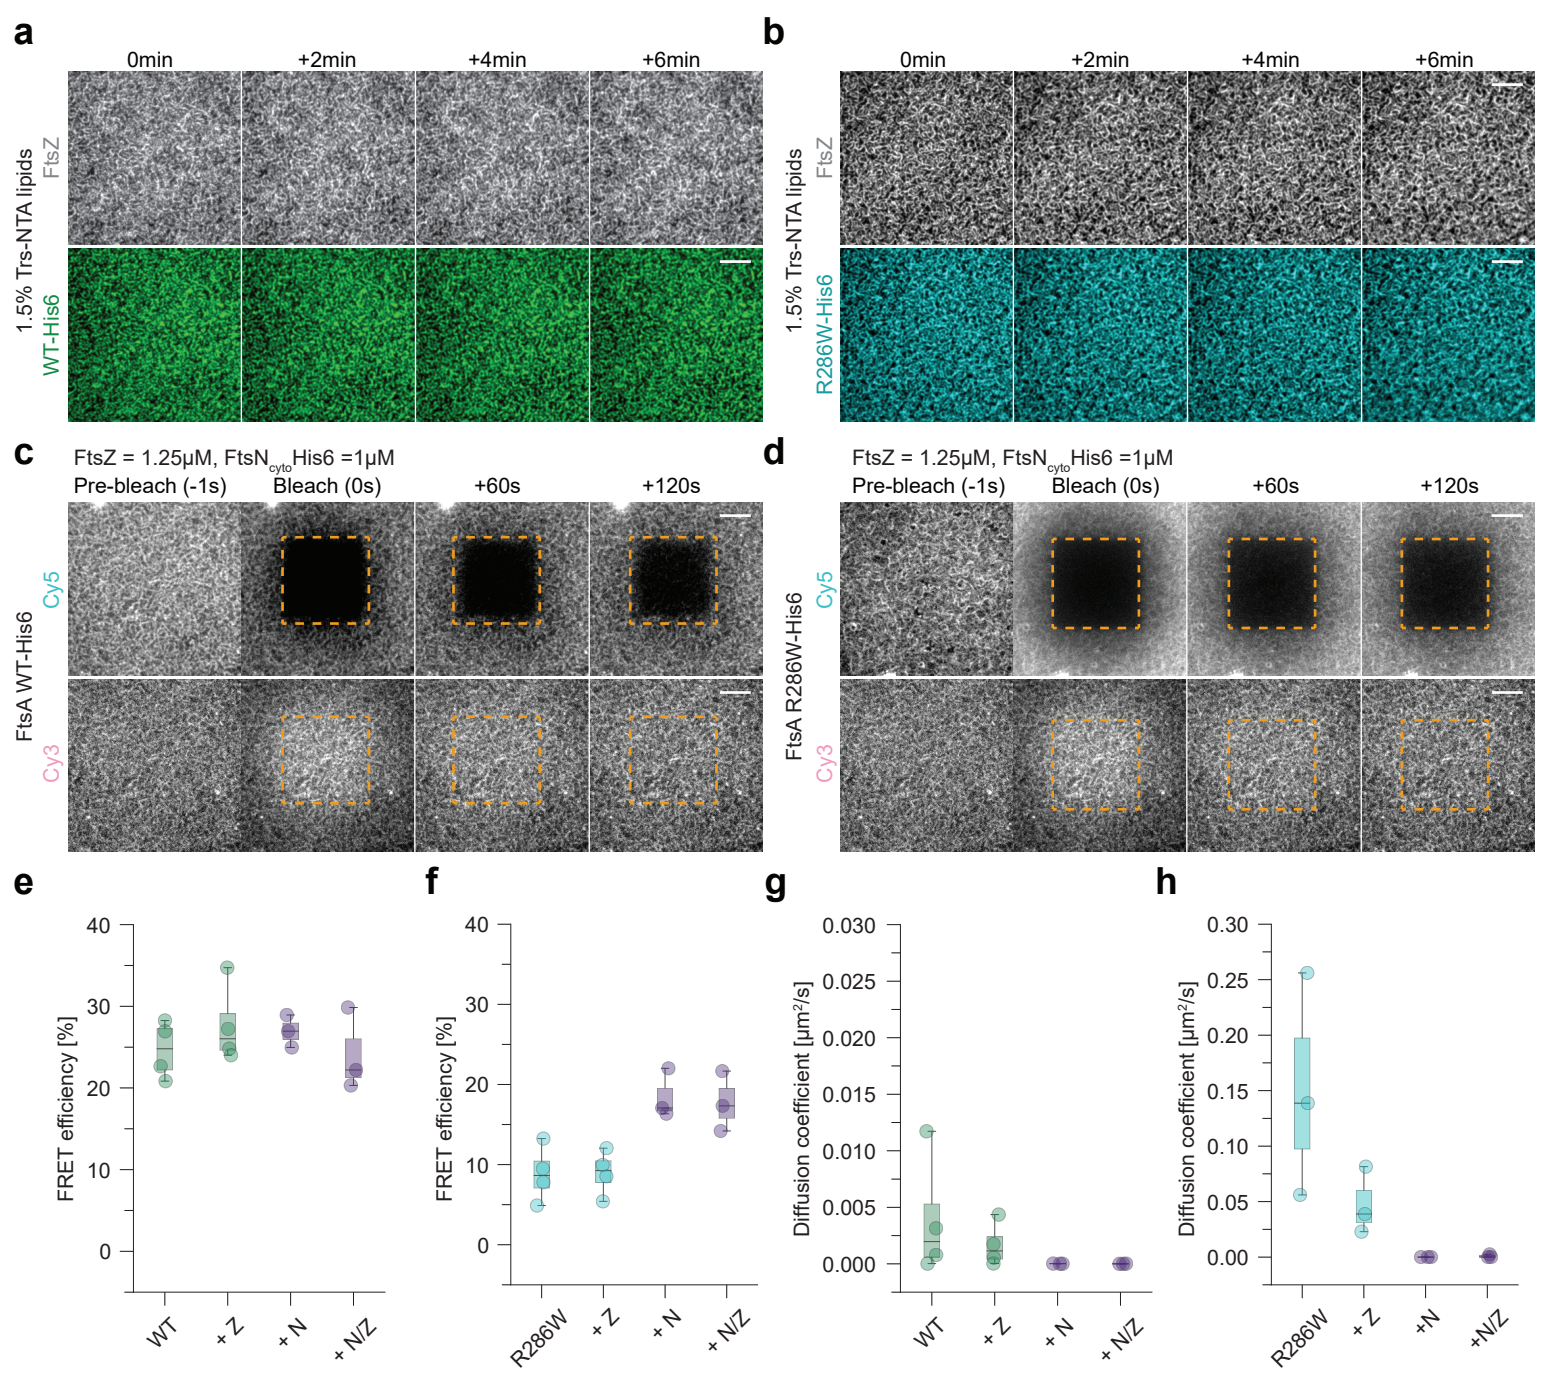 a
0min +2min +4min +6min
1.5% Trs-NTA lipids
FtsZ
WT-His6
b
0min +2min +4min +6min
1.5% Trs-NTA lipids
FtsZ
R286W-His6
c
FtsZ = 1.25µM, FtsNcytoHis6 =1µM
Pre-bleach (-1s) Bleach (0s) +60s +120s
FtsA WT-His6
Cy5
Cy3
d
FtsZ = 1.25µM, FtsNcytoHis6 =1µM
Pre-bleach (-1s) Bleach (0s) +60s +120s
FtsA R286W-His6
Cy5
Cy3
e
FRET efficiency [%]
40
30
20
10
0
WT + Z + N + N/Z
f
FRET efficiency [%]
40
30
20
10
0
R286W + Z + N + N/Z
g
Diffusion coefficient [µm²/s]
0.030
0.025
0.020
0.015
0.010
0.005
0.000
WT + Z + N + N/Z
h
Diffusion coefficient [µm²/s]
0.30
0.25
0.20
0.15
0.10
0.05
0.00
R286W + Z +N +N/Z